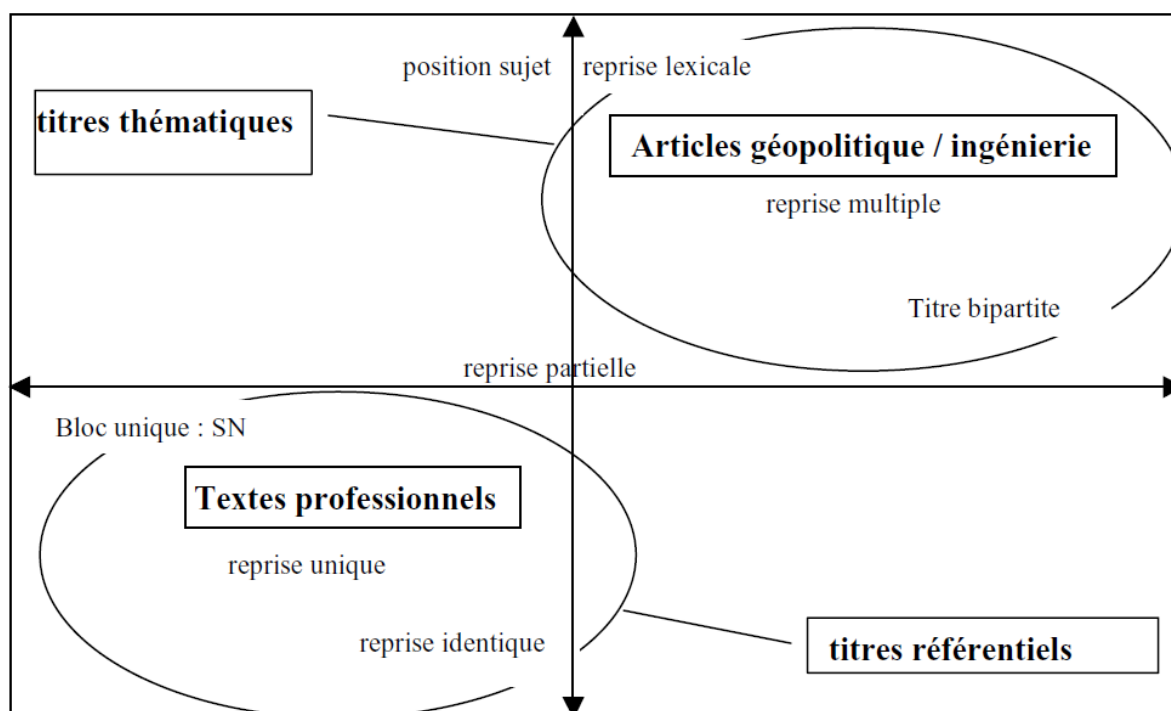 position sujet
reprise lexicale
titres thématiques
Articles géopolitique / ingénierie
reprise multiple
Titre bipartite
reprise partielle
Bloc unique : SN
Textes professionnels
reprise unique
reprise identique
titres référentiels